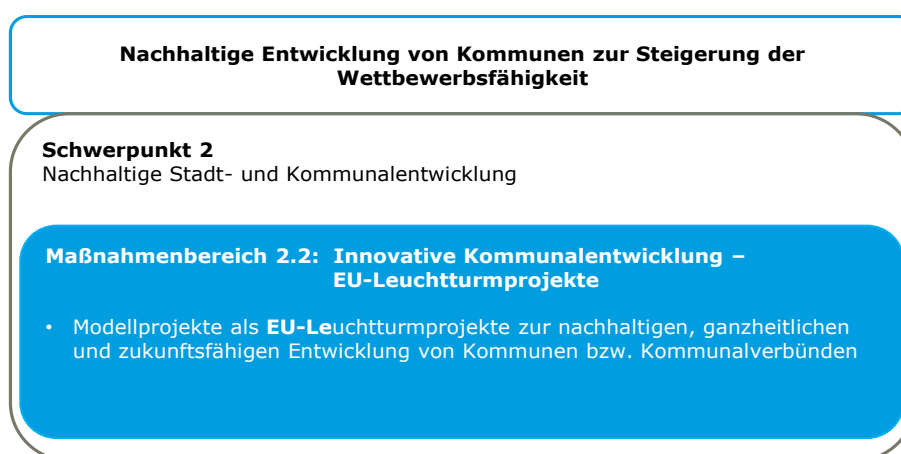 Nachhaltige Entwicklung von Kommunen zur Steigerung der
Wettbewerbsfähigkeit
Schwerpunkt 2
Nachhaltige Stadt- und Kommunalentwicklung
Maßnahmenbereich 2.2: Innovative Kommunalentwicklung –
EU-Leuchtturmprojekte
• Modellprojekte als EU-Leuchtturmprojekte zur nachhaltigen, ganzheitlichen
und zukunftsfähigen Entwicklung von Kommunen bzw. Kommunalverbünden